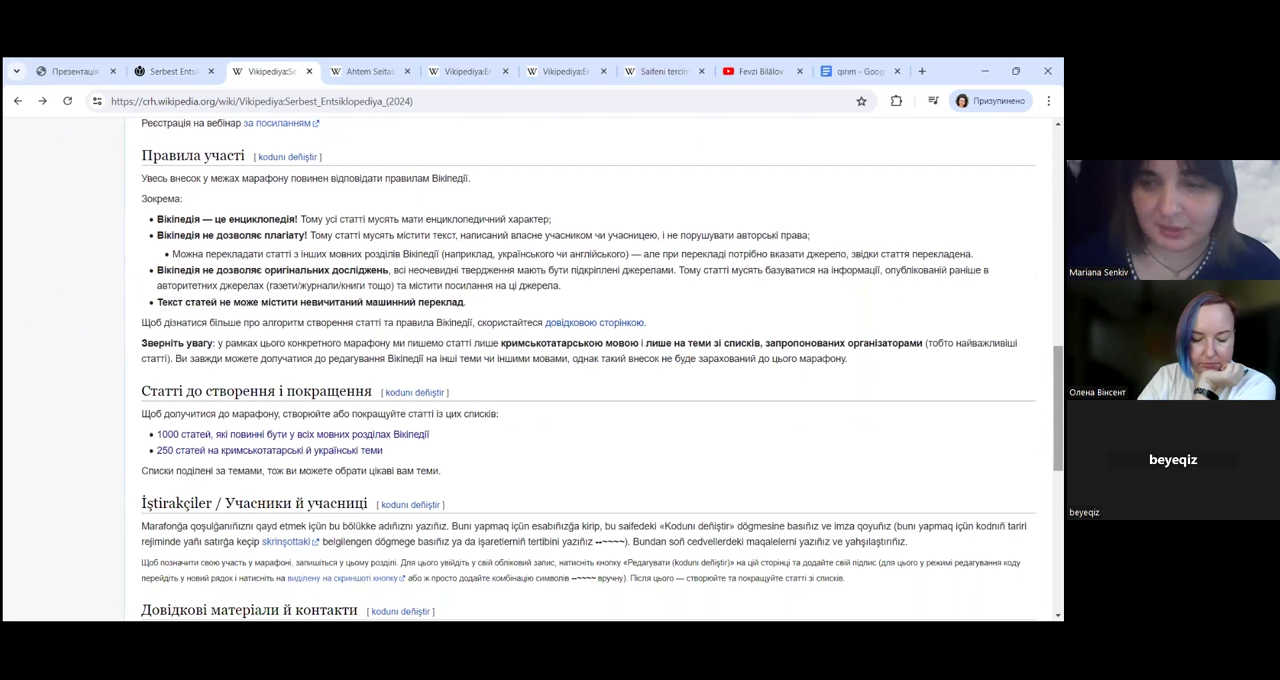 Презентація
Serbest Ents
Vikipediya:Se
Ahtem Seitab
Vikipediya:Er
Vikipediya:Er
Saifeni tercim
Fevzi Bilâlov
qırım - Goog
https://crh.wikipedia.org/wiki/Vikipediya:Serbest_Entsiklopediya_(2024)
Призупинено
Реєстрація на вебінар за посиланням
Правила участі [ kodunı deñiştir ]
Увесь внесок у межах марафону повинен відповідати правилам Вікіпедії.
Зокрема:
• Вікіпедія — це енциклопедія! Тому усі статті мусять мати енциклопедичний характер;
• Вікіпедія не дозволяє плагіату! Тому статті мусять містити текст, написаний власне учасником чи учасницею, і не порушувати авторські права;
• Можна перекладати статті з інших мовних розділів Вікіпедії (наприклад, українського чи англійського) — але при перекладі потрібно вказати джерело, звідки стаття перекладена.
• Вікіпедія не дозволяє оригінальних досліджень, всі неочевидні твердження мають бути підкріплені джерелами. Тому статті мусять базуватися на інформації, опублікованій раніше в
авторитетних джерелах (газети/журнали/книги тощо) та містити посилання на ці джерела.
• Текст статей не може містити невичитаний машинний переклад.
Щоб дізнатися більше про алгоритм створення статті та правила Вікіпедії, скористайтеся довідковою сторінкою.
Зверніть увагу: у рамках цього конкретного марафону ми пишемо статті лише кримськотатарською мовою і лише на теми зі списків, запропонованих організаторами (тобто найважливіші
статті). Ви завжди можете долучатися до редагування Вікіпедії на інші теми чи іншими мовами, однак такий внесок не буде зарахований до цього марафону.
Статті до створення і покращення [ kodunı deñiştir ]
Щоб долучитися до марафону, створюйте або покращуйте статті із цих списків:
• 1000 статей, які повинні бути у всіх мовних розділах Вікіпедії
• 250 статей на кримськотатарські й українські теми
Списки поділені за темами, тож ви можете обрати цікаві вам теми.
İştirakçiler / Учасники й учасниці [ kodunı deñiştir ]
Marafonğa qoşulğanıñıznı qayd etmek içün bu bölükke adıñıznı yazıñız. Bunı yapmaq içün esabıñızğa kirip, bu saifedeki «Kodunı deñiştir» dögmesine basıñız ve imza qoyuñız (bunı yapmaq içün kodnıñ tariri
rejiminde yañı satırğa keçip skrinşottaki belgilengen dögmege basıñız ya da işaretlerniñ tertibini yazıñız --~~~~). Bundan soñ cedvellerdeki maqalelerni yazıñız ve yahşılaştırıñız.
Щоб позначити свою участь у марафоні, запишіться у цьому розділі. Для цього увійдіть у свій обліковий запис, натисніть кнопку «Редагувати (kodunı deñiştir)» на цій сторінці та додайте свій підпис (для цього у режимі редагування коду
перейдіть у новий рядок і натисніть на виділену на скриншоті кнопку або ж просто додайте комбінацію символів --~~~~ вручну). Після цього — створюйте та покращуйте статті зі списків.
Довідкові матеріали й контакти [ kodunı deñiştir ]
Mariana Senkiv
Олена Вінсент
beyeqiz
beyeqiz